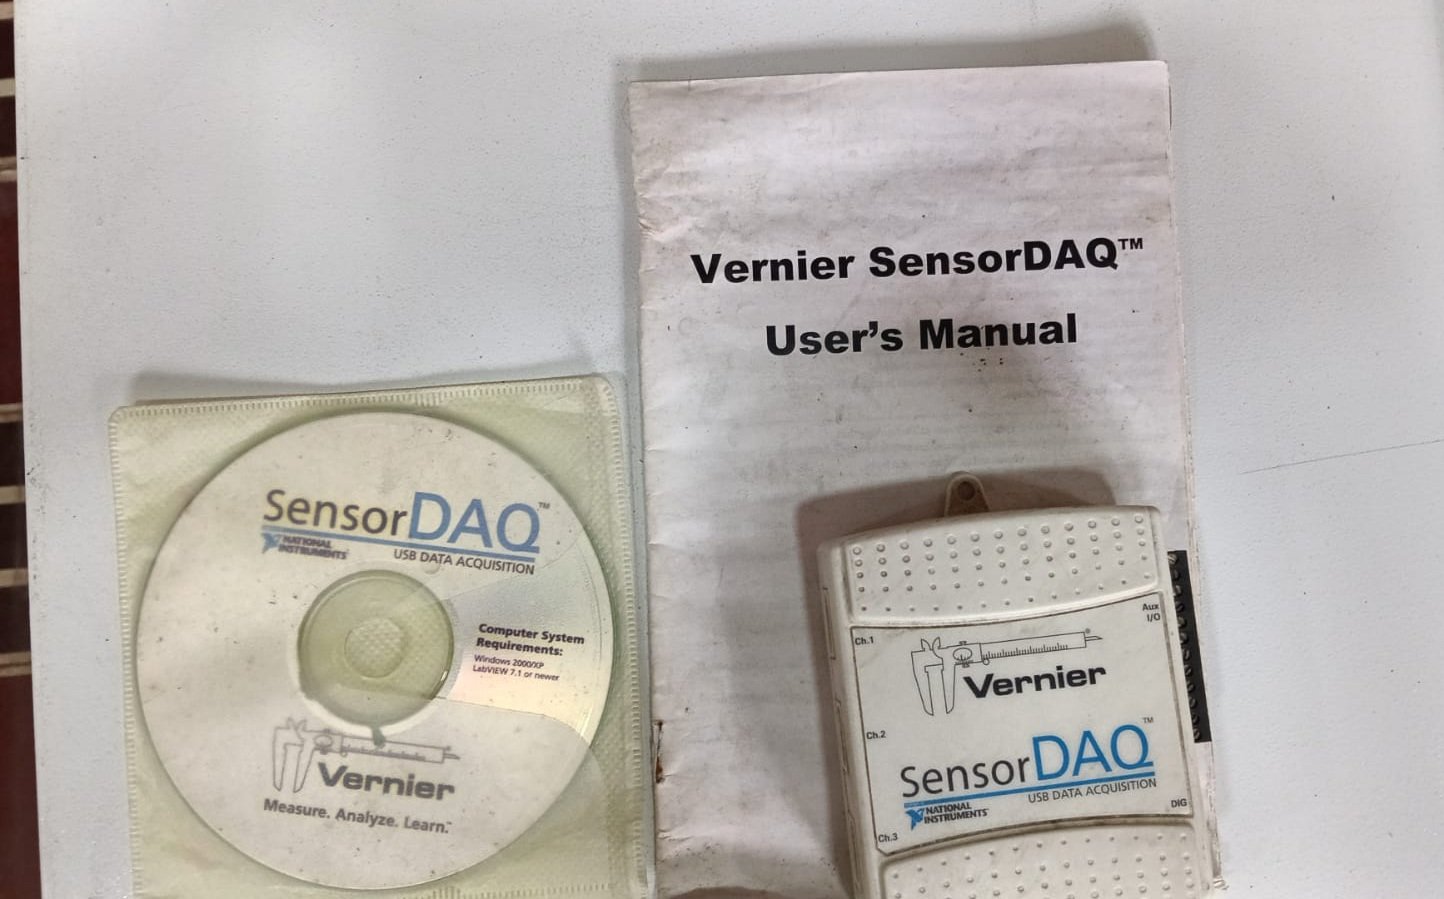 Vernier SensorDAQ™
User's Manual
SensorDAQ™
NATIONAL
INSTRUMENTS
USB DATA ACQUISITION
Computer System
Requirements:
Windows 2000/XP
LabVIEW 7.1 or newer
Vernier
Measure. Analyze. Learn.™
Aux
I/O
Ch.1
Vernier
Ch.2
SensorDAQ™
USB DATA ACQUISITION
NATIONAL
INSTRUMENTS™
DIG
Ch.3